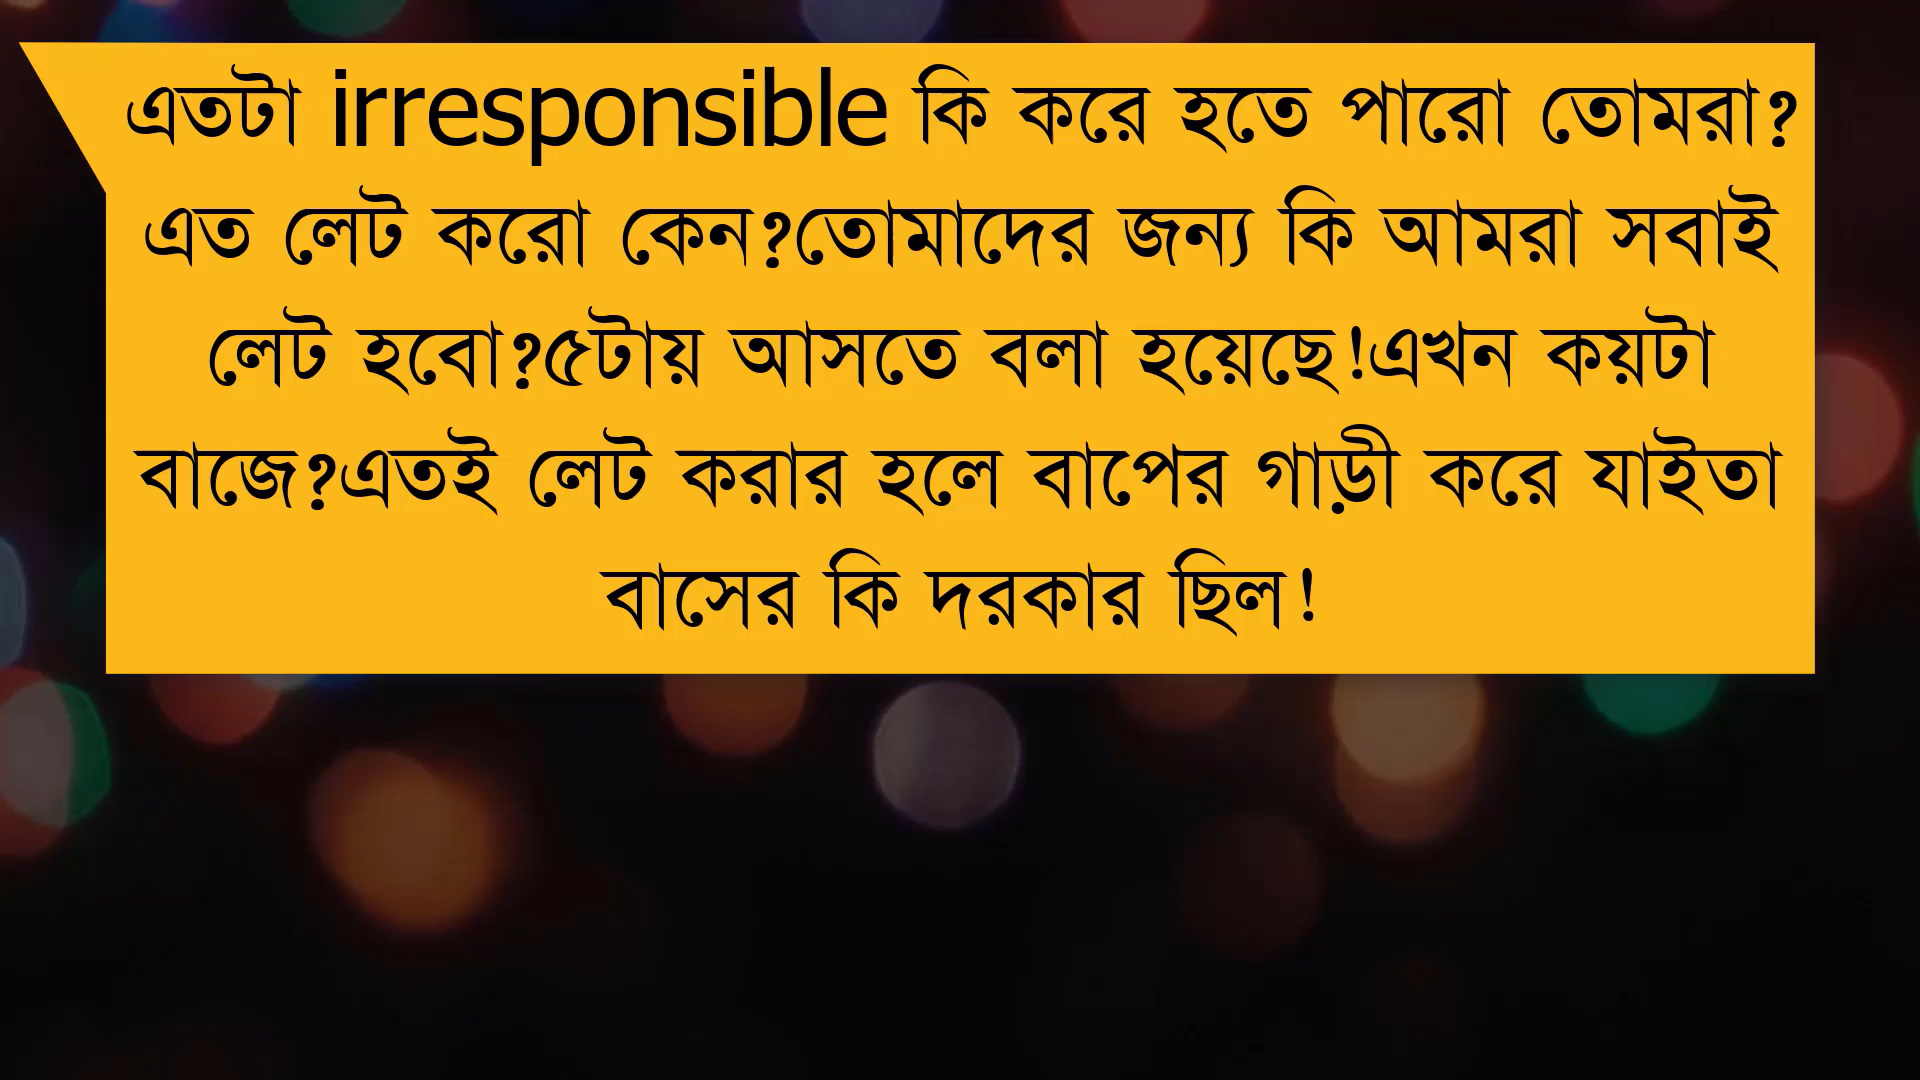 এতটা irresponsible কি করে হতে পারো তোমরা?
এত লেট করো কেন?তোমাদের জন্য কি আমরা সবাই
লেট হবো?৫টায় আসতে বলা হয়েছে!এখন কয়টা
বাজে?এতই লেট করার হলে বাপের গাড়ী করে যাইতা
বাসের কি দরকার ছিল!